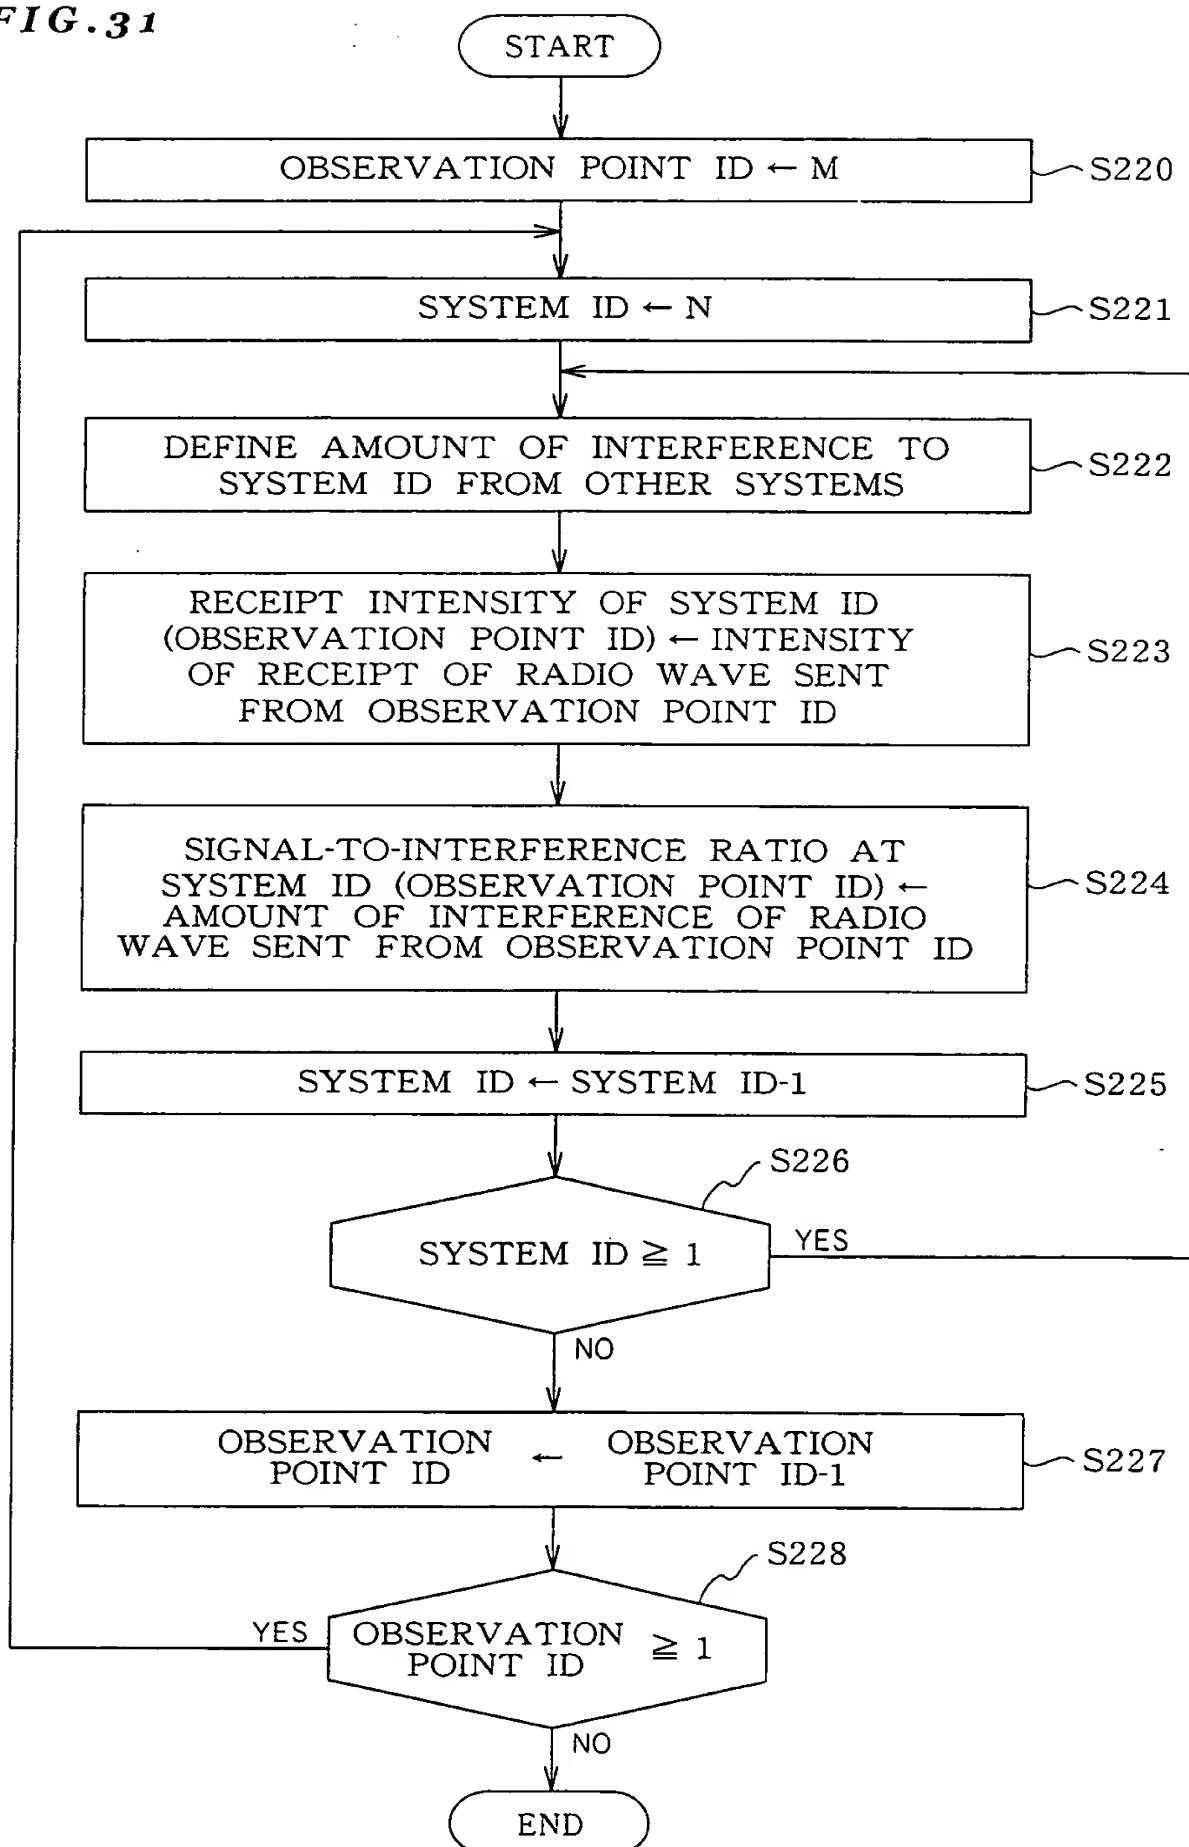 FIG.31
START
OBSERVATION POINT ID ← M
S220
SYSTEM ID ← N
S221
DEFINE AMOUNT OF INTERFERENCE TO
SYSTEM ID FROM OTHER SYSTEMS
S222
RECEIPT INTENSITY OF SYSTEM ID
(OBSERVATION POINT ID) ← INTENSITY
OF RECEIPT OF RADIO WAVE SENT
FROM OBSERVATION POINT ID
S223
SIGNAL-TO-INTERFERENCE RATIO AT
SYSTEM ID (OBSERVATION POINT ID) ←
AMOUNT OF INTERFERENCE OF RADIO
WAVE SENT FROM OBSERVATION POINT ID
S224
SYSTEM ID ← SYSTEM ID-1
S225
S226
SYSTEM ID ≧ 1
YES
NO
OBSERVATION POINT ID ← OBSERVATION POINT ID-1
S227
S228
YES
OBSERVATION POINT ID ≧ 1
NO
END